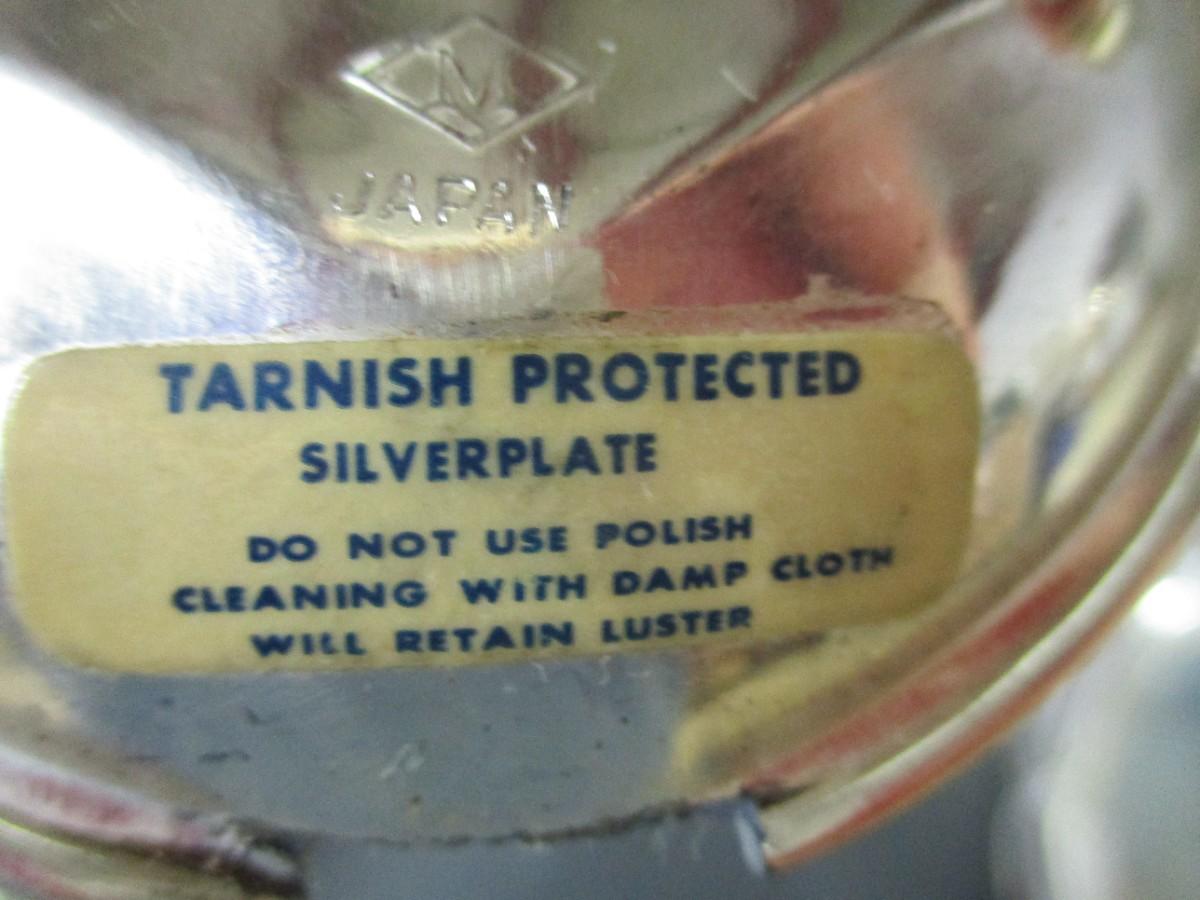 M
JAPAN
TARNISH PROTECTED
SILVERPLATE
DO NOT USE POLISH
CLEANING WITH DAMP CLOTH
WILL RETAIN LUSTER